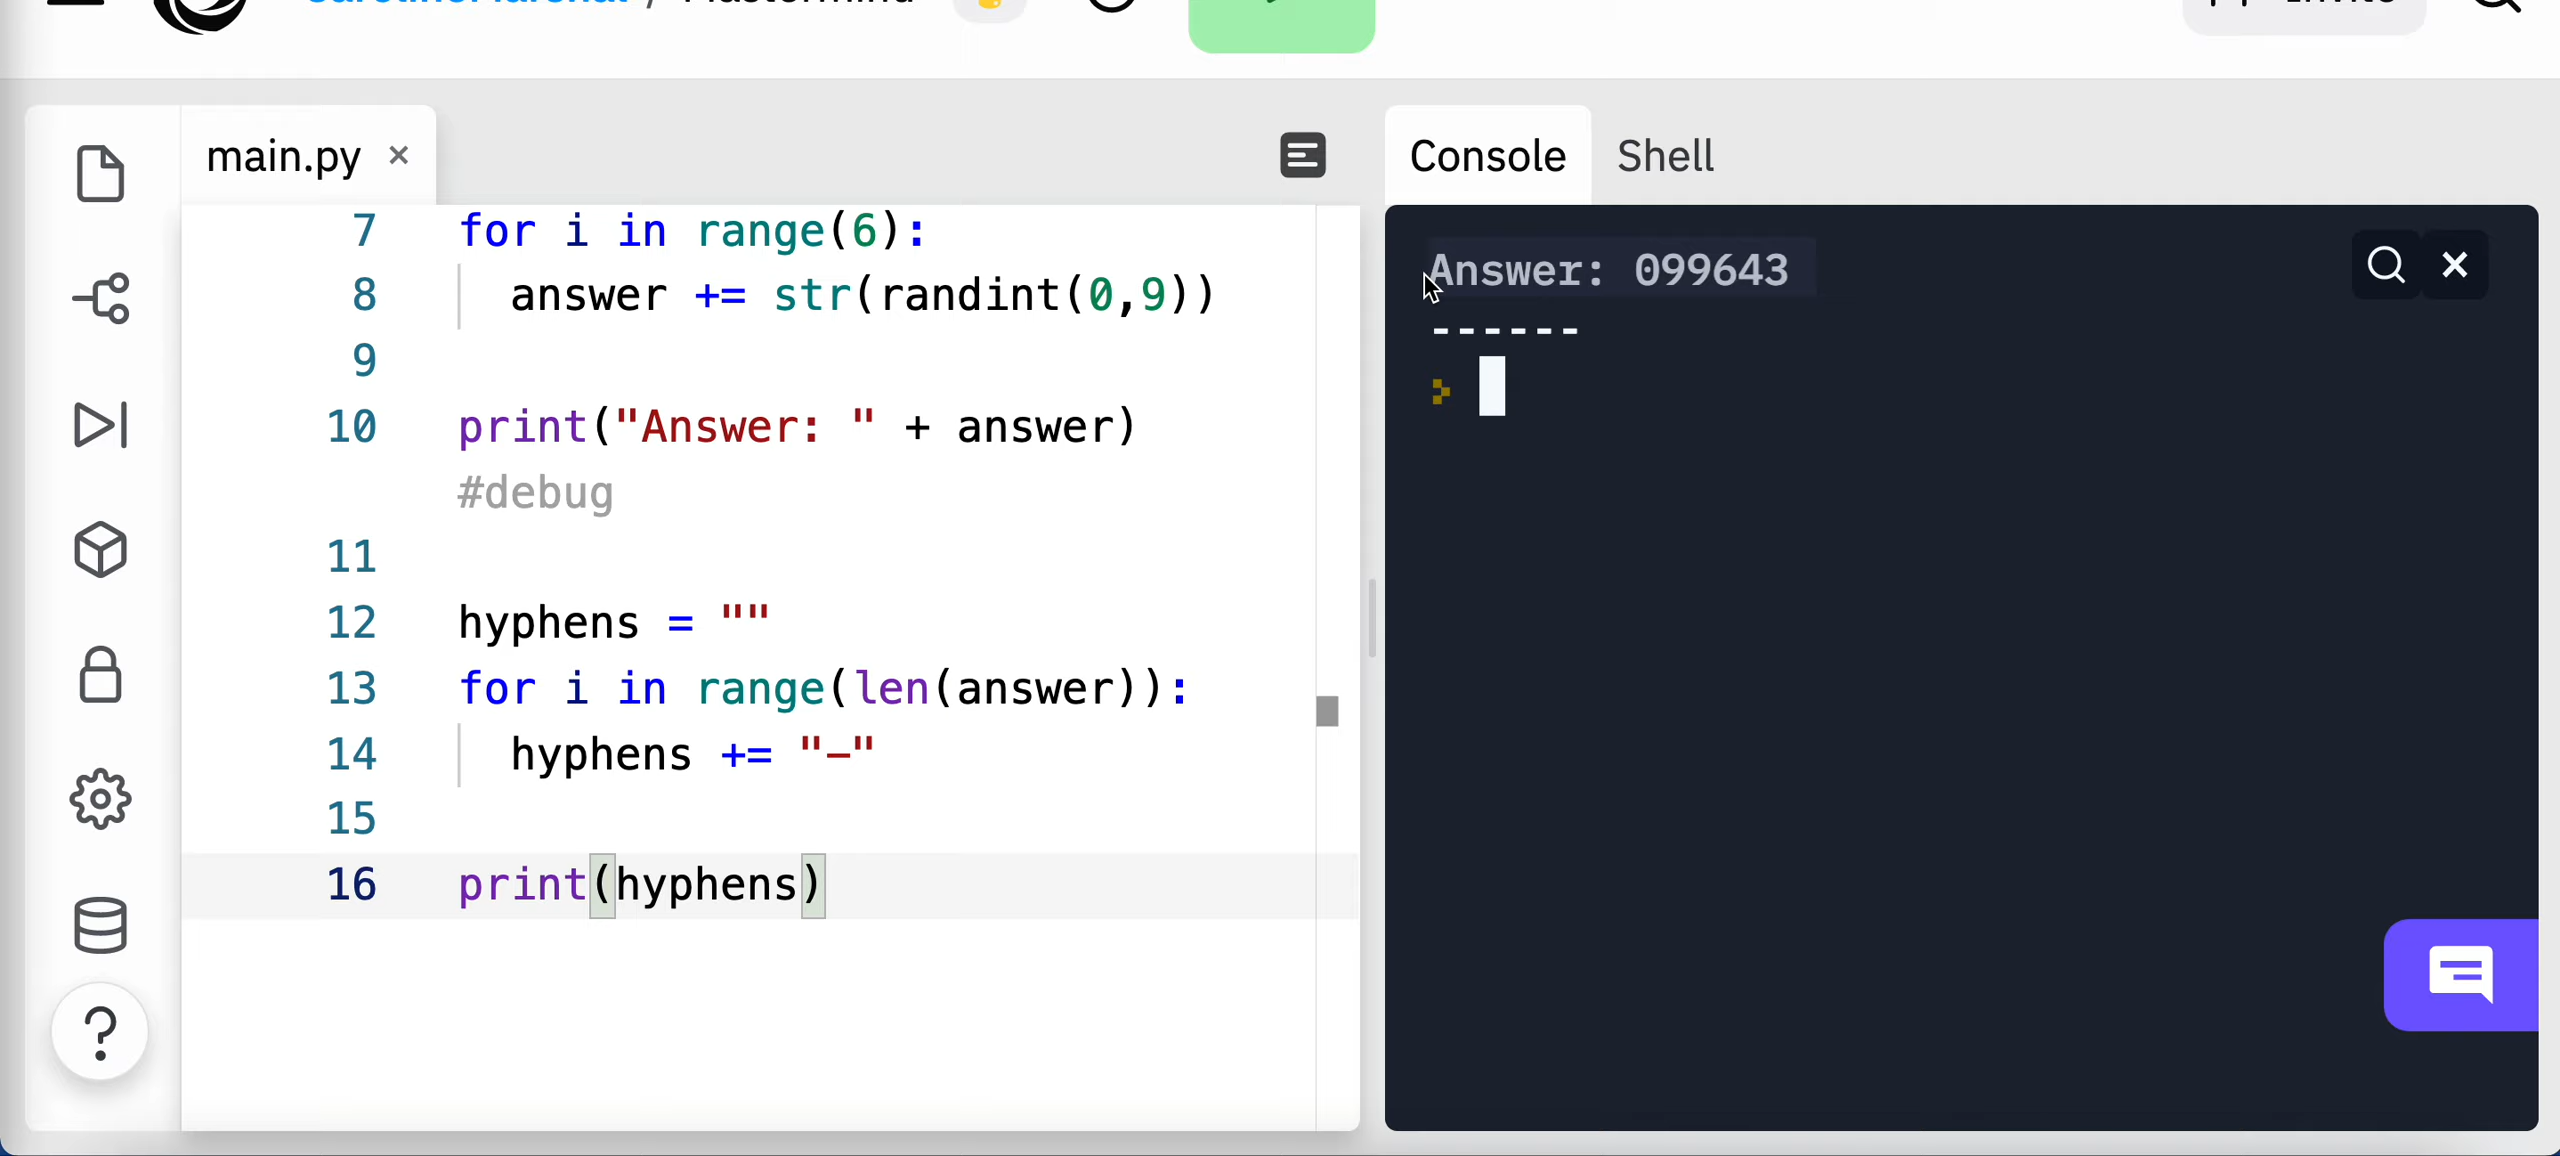 main.py ×
Console Shell
7 for i in range(6):
8 answer += str(randint(0,9))
9
10 print("Answer: " + answer)
#debug
11
12 hyphens = ""
13 for i in range(len(answer)):
14 hyphens += "-"
15
16 print(hyphens)
Answer: 099643
------
?